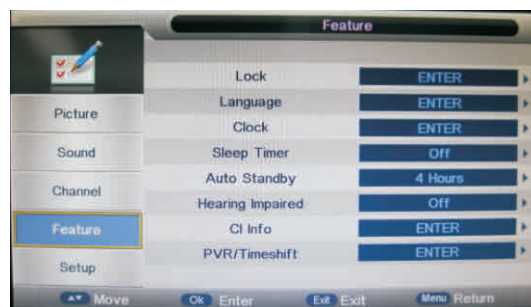 Feature
Lock ENTER
Language ENTER
Picture
Clock ENTER
Sound
Sleep Timer Off
Auto Standby 4 Hours
Channel
Hearing Impaired Off
Feature
CI Info ENTER
PVR/Timeshift ENTER
Setup
Move Ok Enter Exit Exit Menu Return